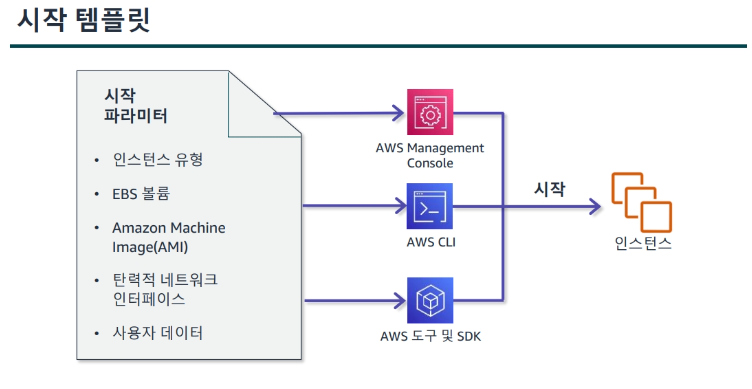 시작 템플릿
시작
파라미터
• 인스턴스 유형
• EBS 볼륨
• Amazon Machine
Image(AMI)
• 탄력적 네트워크
인터페이스
• 사용자 데이터
AWS Management
Console
AWS CLI
AWS 도구 및 SDK
시작
인스턴스